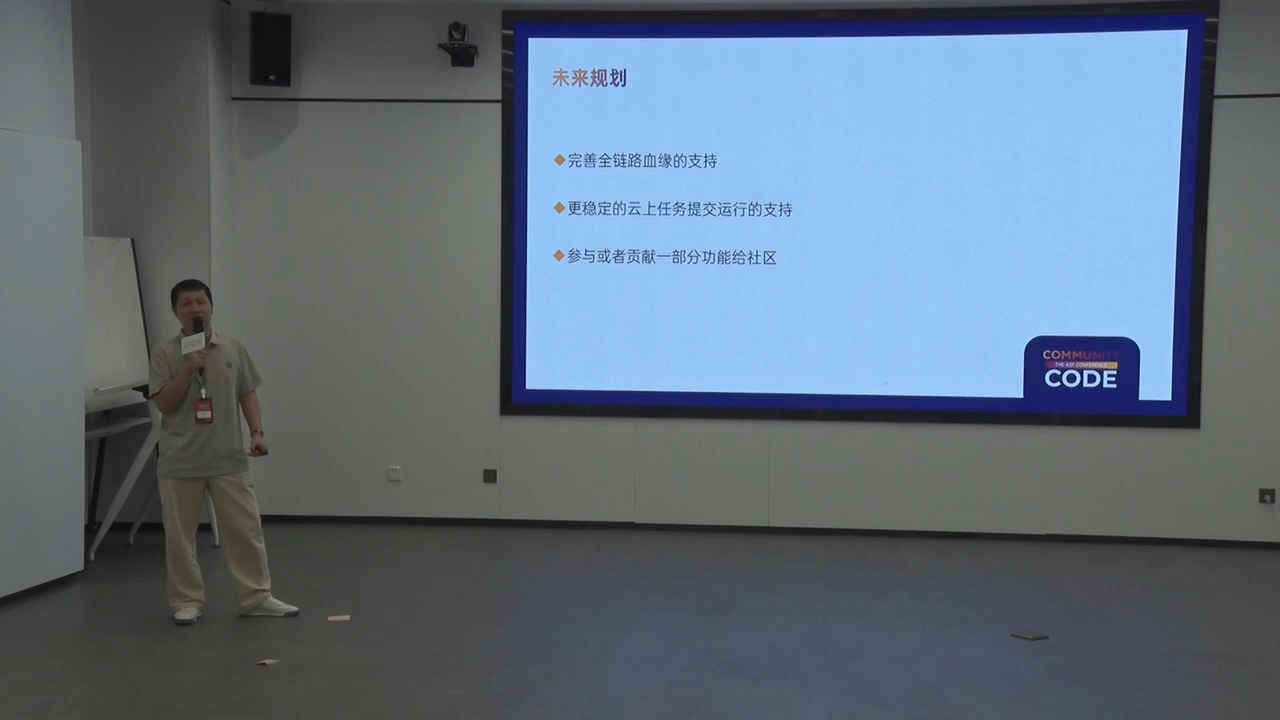 未来规划
完善全链路血缘的支持
更稳定的云上任务提交运行的支持
参与或者贡献一部分功能给社区
COMMUNITY
THE ASF CONFERENCE
CODE